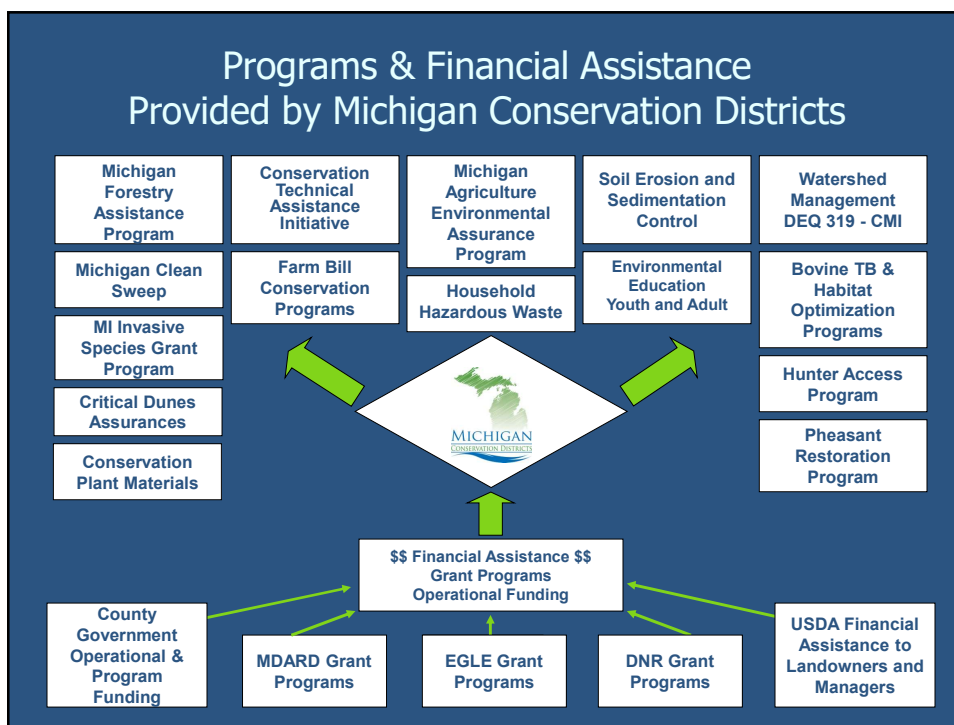 Programs & Financial Assistance
Provided by Michigan Conservation Districts
Michigan
Forestry
Assistance
Program
Conservation
Technical
Assistance
Initiative
Michigan
Agriculture
Environmental
Assurance
Program
Soil Erosion and
Sedimentation
Control
Watershed
Management
DEQ 319 - CMI
Michigan Clean
Sweep
Farm Bill
Conservation
Programs
Household
Hazardous Waste
Environmental
Education
Youth and Adult
Bovine TB &
Habitat
Optimization
Programs
MI Invasive
Species Grant
Program
Hunter Access
Program
Critical Dunes
Assurances
MICHIGAN
CONSERVATION DISTRICTS
Pheasant
Restoration
Program
Conservation
Plant Materials
$$ Financial Assistance $$
Grant Programs
Operational Funding
County
Government
Operational &
Program
Funding
MDARD Grant
Programs
EGLE Grant
Programs
DNR Grant
Programs
USDA Financial
Assistance to
Landowners and
Managers